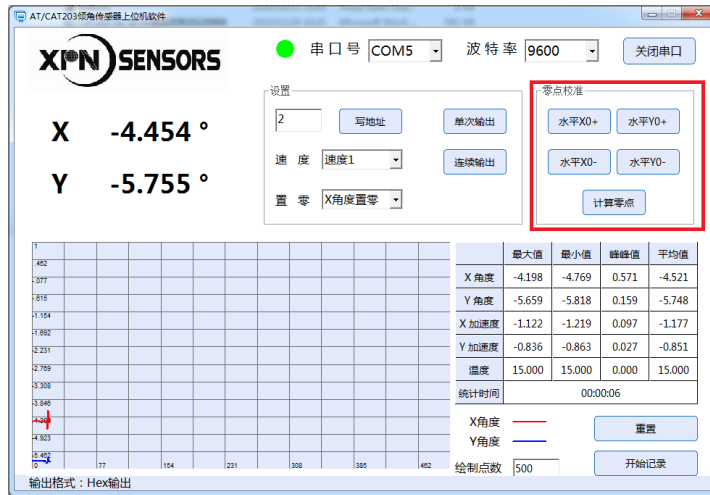 AT/CAT203倾角传感器上位机软件
XPN SENSORS
串口号 COM5 波特率 9600 关闭串口
设置
零点校准
2 写地址 单次输出
水平X0+ 水平Y0+
X -4.454 °
速 度 速度1 连续输出
水平X0- 水平Y0-
Y -5.755 °
置 零 X角度置零
计算零点
1
.462
-.077
-.615
-1.154
-1.692
-2.231
-2.769
-3.308
-3.846
-4.923
-5.462
0 77 154 231 308 385 462
最大值 最小值 峰峰值 平均值
X 角度 -4.198 -4.769 0.571 -4.521
Y 角度 -5.659 -5.818 0.159 -5.748
X 加速度 -1.122 -1.219 0.097 -1.177
Y 加速度 -0.836 -0.863 0.027 -0.851
温度 15.000 15.000 0.000 15.000
统计时间 00:00:06
X角度
Y角度
重置
绘制点数 500 开始记录
输出格式：Hex输出